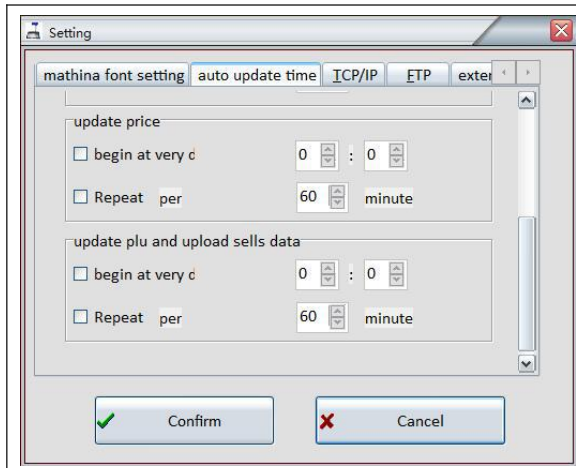 Setting
mathina font setting auto update time TCP/IP FTP exter
update price
begin at very d
0 : 0
Repeat per 60 minute
update plu and upload sells data
begin at very d
0 : 0
Repeat per 60 minute
Confirm Cancel